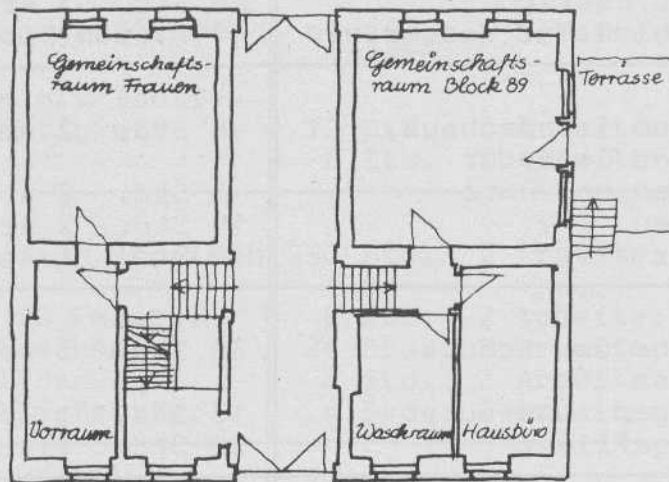 Gemeinschafts-
raum Frauen
Gemeinschafts-
raum Block 89
Terrasse
Vorraum
Waschraum
Hausbüro